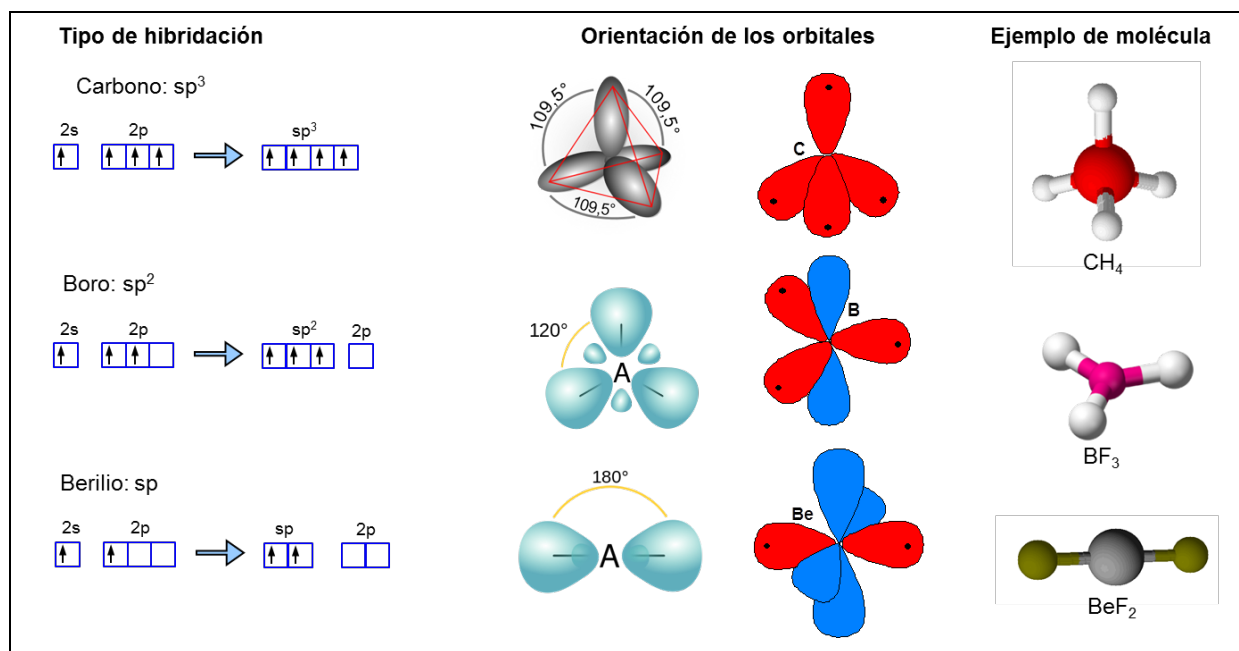 Tipo de hibridación
Orientación de los orbitales
Ejemplo de molécula
Carbono: sp³
2s 2p sp³
109,5°
109,5°
109,5°
C
CH₄
Boro: sp²
2s 2p sp² 2p
120°
A
B
BF₃
Berilio: sp
2s 2p sp 2p
180°
A
Be
BeF₂